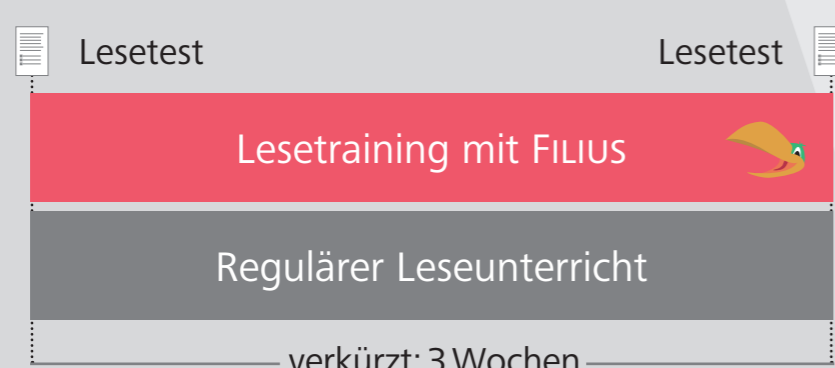 Lesetest Lesetest
Lesetraining mit FILIUS
Regulärer Leseunterricht
verkürzt: 3 Wochen